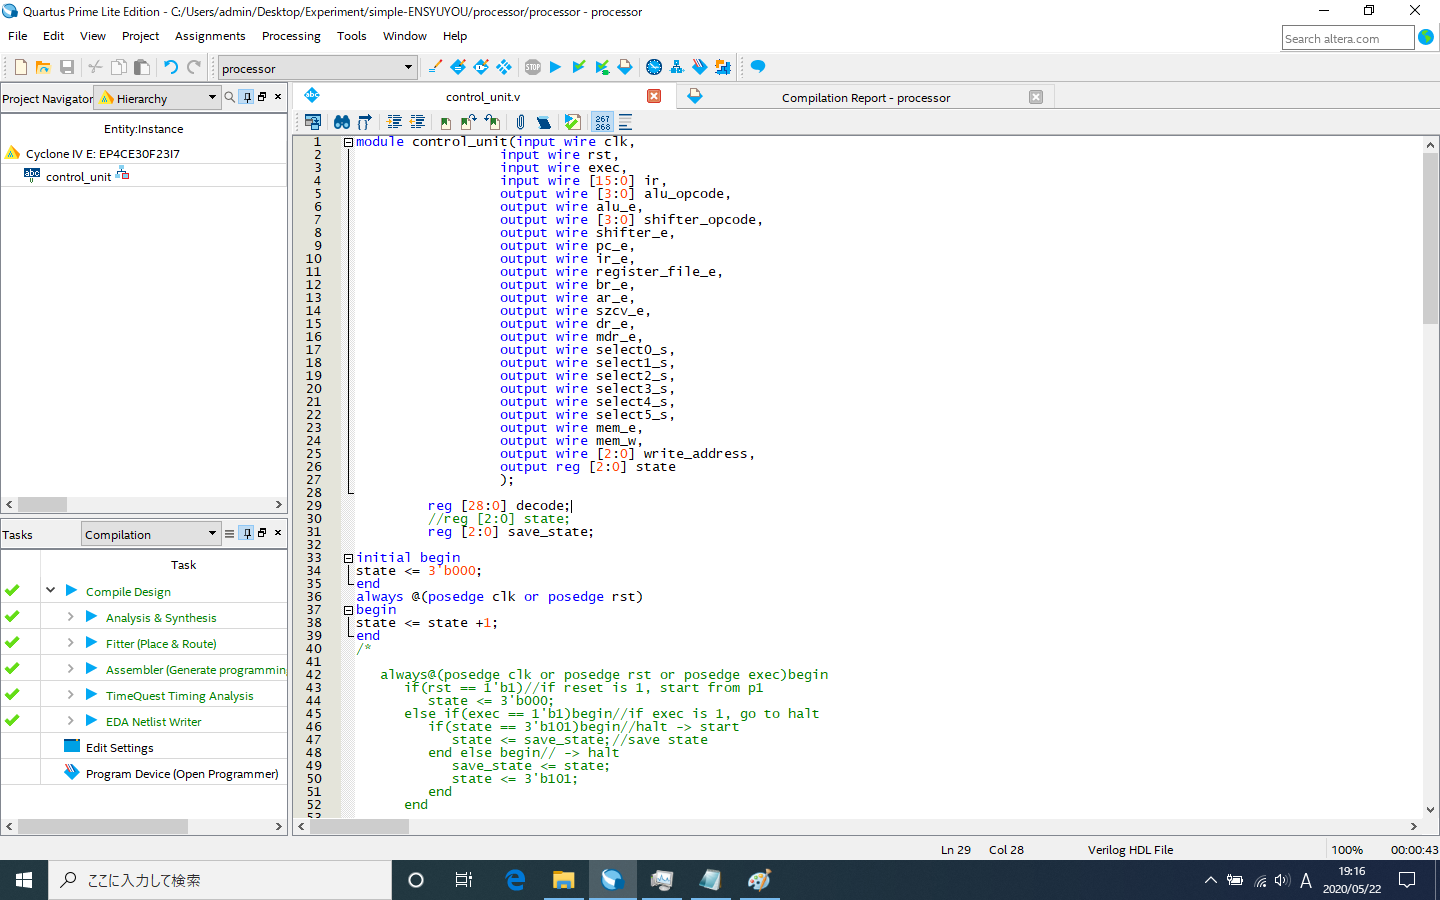 Quartus Prime Lite Edition - C:/Users/admin/Desktop/Experiment/simple-ENSYUYOU/processor/processor - processor
File Edit View Project Assignments Processing Tools Window Help
Search altera.com
processor
Project Navigator Hierarchy
Entity:Instance
Cyclone IV E: EP4CE30F23I7
control_unit
Tasks Compilation
Task
Compile Design
Analysis & Synthesis
Fitter (Place & Route)
Assembler (Generate programmin
TimeQuest Timing Analysis
EDA Netlist Writer
Edit Settings
Program Device (Open Programmer)
control_unit.v
Compilation Report - processor
267
268
1 module control_unit(input wire clk,
2 input wire rst,
3 input wire exec,
4 input wire [15:0] ir,
5 output wire [3:0] alu_opcode,
6 output wire alu_e,
7 output wire [3:0] shifter_opcode,
8 output wire shifter_e,
9 output wire pc_e,
10 output wire ir_e,
11 output wire register_file_e,
12 output wire br_e,
13 output wire ar_e,
14 output wire szcv_e,
15 output wire dr_e,
16 output wire mdr_e,
17 output wire select0_s,
18 output wire select1_s,
19 output wire select2_s,
20 output wire select3_s,
21 output wire select4_s,
22 output wire select5_s,
23 output wire mem_e,
24 output wire mem_w,
25 output wire [2:0] write_address,
26 output reg [2:0] state
27 );
28
29 reg [28:0] decode;
30 //reg [2:0] state;
31 reg [2:0] save_state;
32
33 initial begin
34 state <= 3'b000;
35 end
36 always @(posedge clk or posedge rst)
37 begin
38 state <= state +1;
39 end
40 /*
41
42 always@(posedge clk or posedge rst or posedge exec)begin
43 if(rst == 1'b1)//if reset is 1, start from p1
44 state <= 3'b000;
45 else if(exec == 1'b1)begin//if exec is 1, go to halt
46 if(state == 3'b101)begin//halt -> start
47 state <= save_state;//save state
48 end else begin// -> halt
49 save_state <= state;
50 state <= 3'b101;
51 end
52 end
53
Ln 29 Col 28 Verilog HDL File 100% 00:00:43
ここに入力して検索
A
19:16
2020/05/22